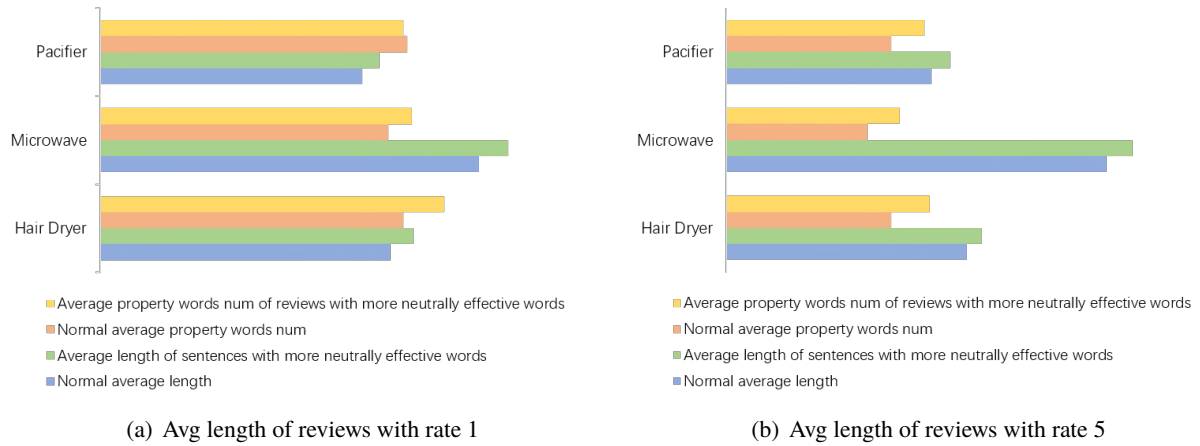 Pacifier
Microwave
Hair Dryer
Average property words num of reviews with more neutrally effective words
Normal average property words num
Average length of sentences with more neutrally effective words
Normal average length
(a) Avg length of reviews with rate 1
Pacifier
Microwave
Hair Dryer
Average property words num of reviews with more neutrally effective words
Normal average property words num
Average length of sentences with more neutrally effective words
Normal average length
(b) Avg length of reviews with rate 5